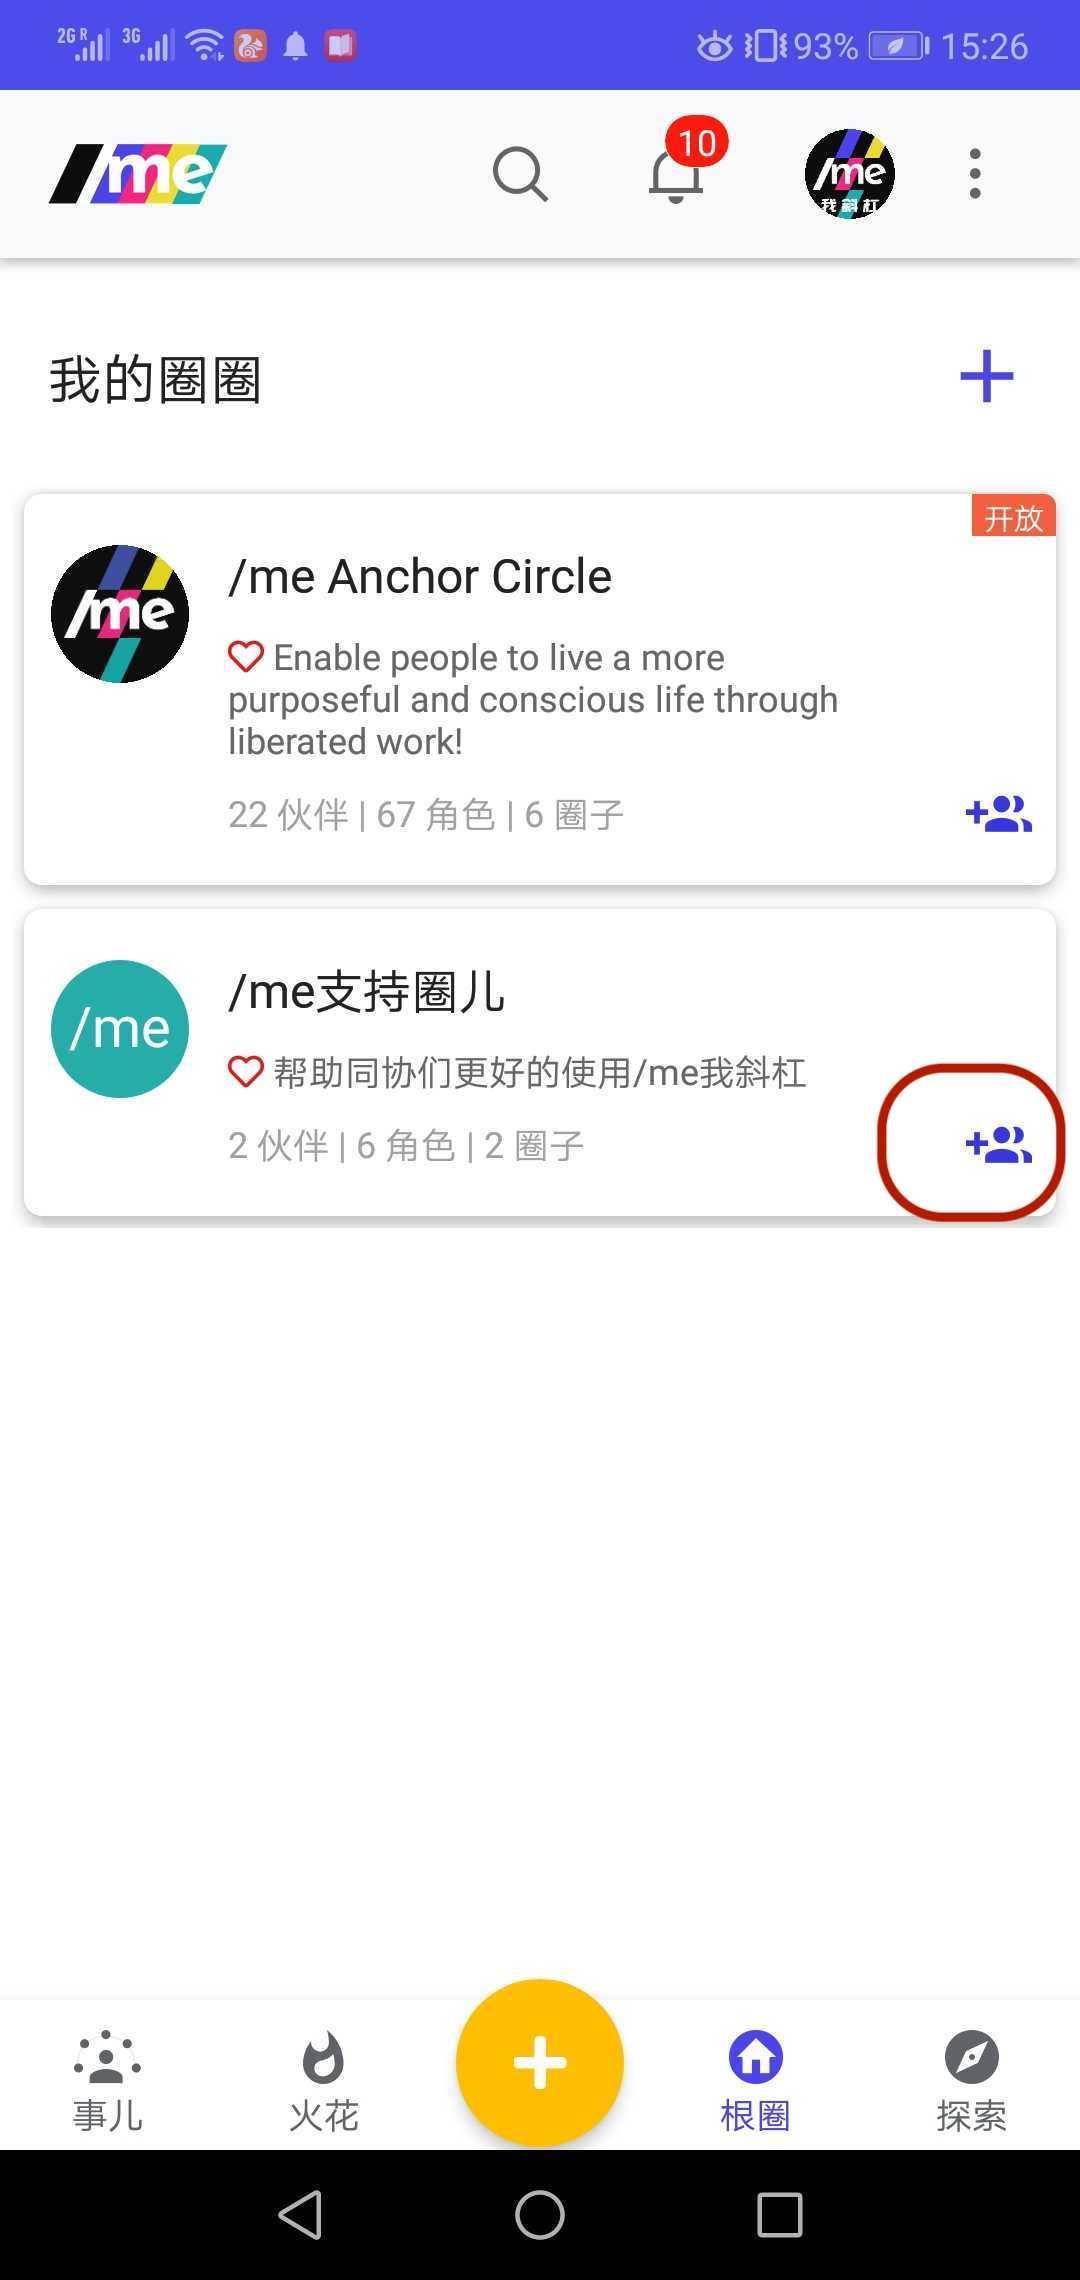 2G R 3G 93% 15:26
/me 10 /me
我斜杠
我的圈圈
开放
/me
/me Anchor Circle
Enable people to live a more
purposeful and conscious life through
liberated work!
22 伙伴 | 67 角色 | 6 圈子
/me
/me支持圈儿
帮助同协们更好的使用/me我斜杠
2 伙伴 | 6 角色 | 2 圈子
事儿 火花 根圈 探索